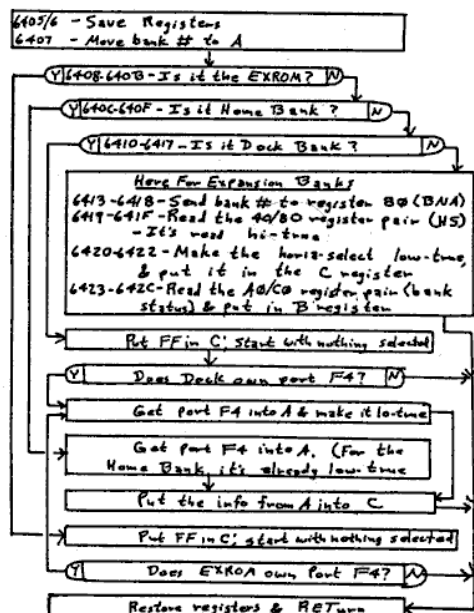 6405/6 - Save Registers
6407 - Move bank # to A
Y 6408-640B - Is it the EXROM? N
Y 640C-640F - Is it Home Bank? N
Y 6410-6417 - Is it Dock Bank? N
Here For Expansion Banks
6413-6418 - Send bank # to register 80 (BNA)
6419-641F - Read the 40/80 register pair (HS)
- It's read hi-true
6420-6422 - Make the horiz-select low-true,
& put it in the C register
6423-642C - Read the A0/C0 register pair (bank
status) & put in B register
Put FF in C; start with nothing selected
Y Does Dock own port F4? N
Get port F4 into A & make it lo-true
Get port F4 into A. (For the
Home Bank, it's already low-true
Put the info from A into C
Put FF in C; start with nothing selected
Y Does EXROM own Port F4? N
Restore registers & RETurn